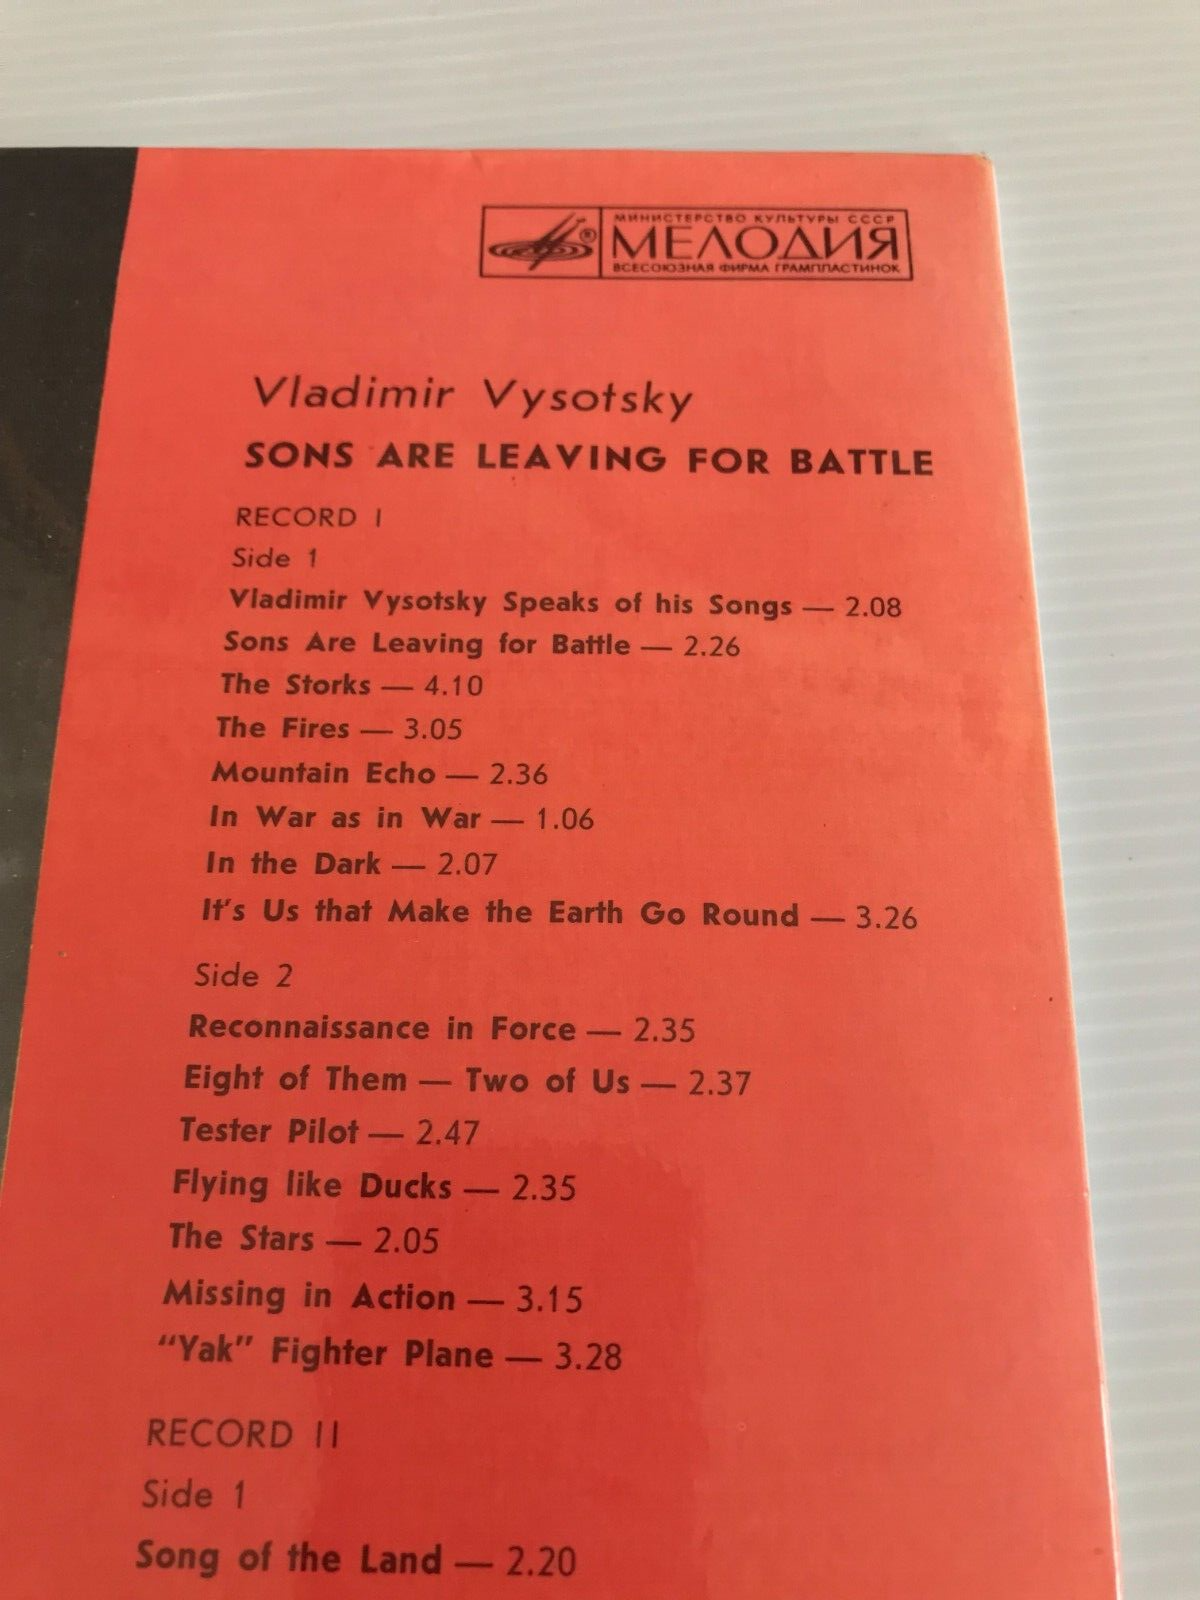 МИНИСТЕРСТВО КУЛЬТУРЫ СССР
®
МЕЛОДИЯ
ВСЕСОЮЗНАЯ ФИРМА ГРАМПЛАСТИНОК
Vladimir Vysotsky
SONS ARE LEAVING FOR BATTLE
RECORD I
Side 1
Vladimir Vysotsky Speaks of his Songs — 2.08
Sons Are Leaving for Battle — 2.26
The Storks — 4.10
The Fires — 3.05
Mountain Echo — 2.36
In War as in War — 1.06
In the Dark — 2.07
It's Us that Make the Earth Go Round — 3.26
Side 2
Reconnaissance in Force — 2.35
Eight of Them — Two of Us — 2.37
Tester Pilot — 2.47
Flying like Ducks — 2.35
The Stars — 2.05
Missing in Action — 3.15
“Yak” Fighter Plane — 3.28
RECORD II
Side 1
Song of the Land — 2.20